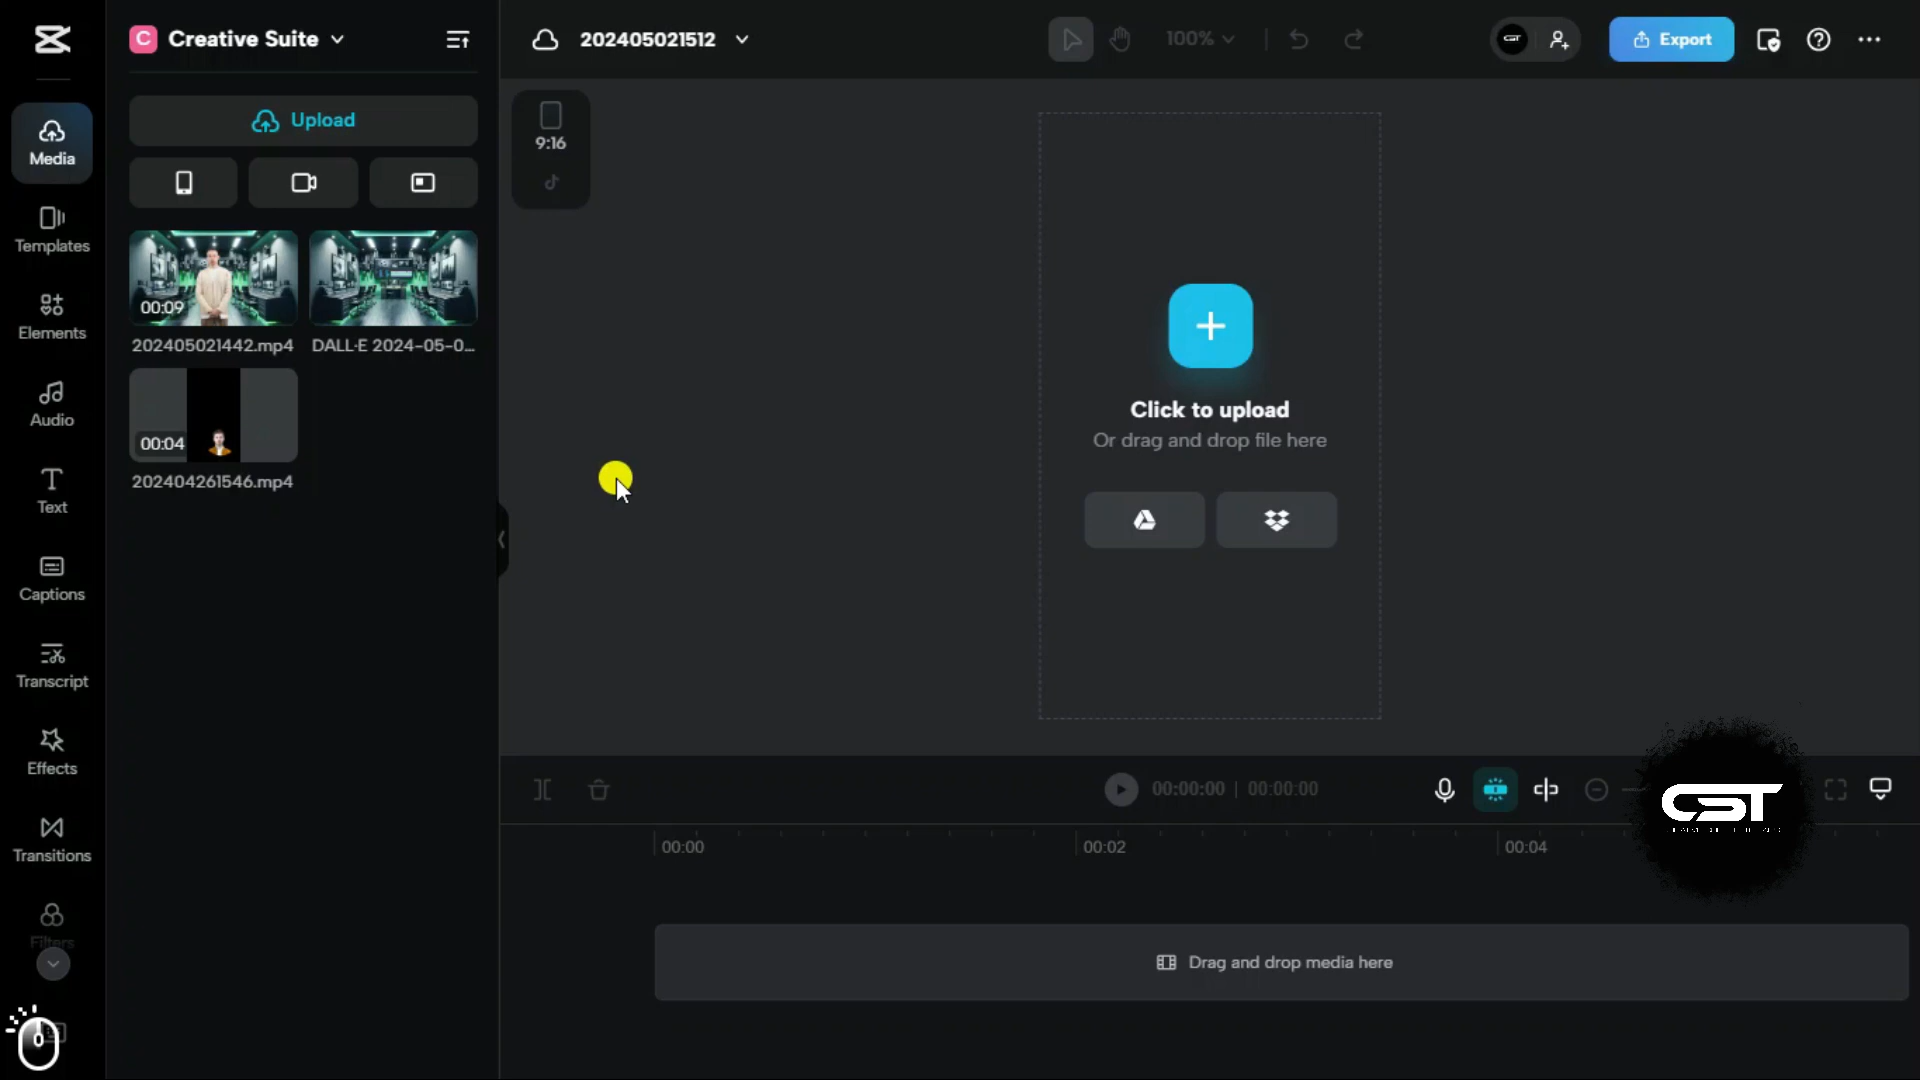 Creative Suite
202405021512
100%
Export
Upload
9:16
Media
Templates
Elements
Audio
Text
Captions
Transcript
Effects
Transitions
Filters
00:09
202405021442.mp4
DALL·E 2024-05-0...
00:04
202404261546.mp4
Click to upload
Or drag and drop file here
00:00:00 | 00:00:00
CST
00:00
00:02
00:04
Drag and drop media here